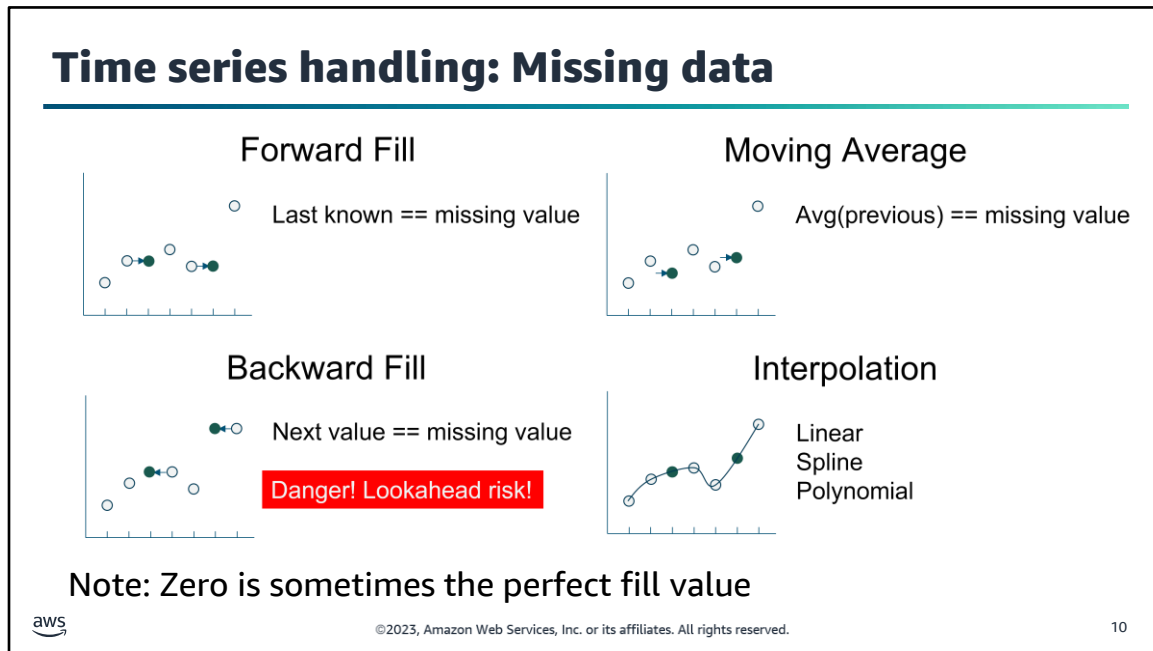 Time series handling: Missing data
Forward Fill
Last known == missing value
Moving Average
Avg(previous) == missing value
Backward Fill
Next value == missing value
Danger! Lookahead risk!
Interpolation
Linear
Spline
Polynomial
Note: Zero is sometimes the perfect fill value
aws
©2023, Amazon Web Services, Inc. or its affiliates. All rights reserved.
10